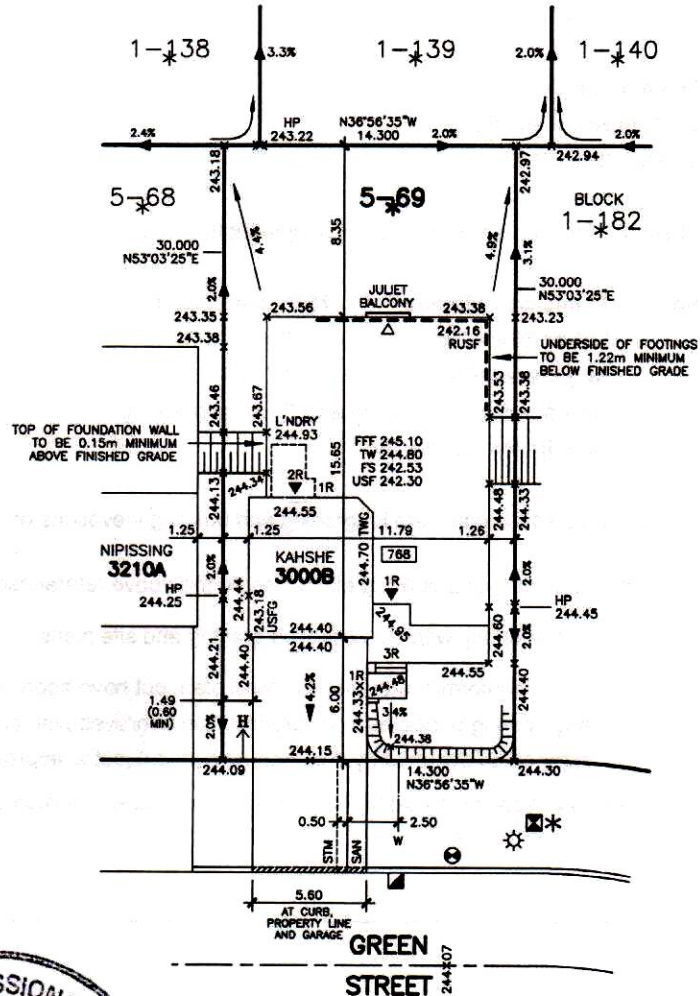 1-138
1-139
1-140
3.3%
2.0%
HP
243.22
N36°56'35"W
14.300
2.4%
2.0%
2.0%
243.18
242.97
242.94
5-68
5-69
BLOCK
1-182
30.000
N53°03'25"E
4.4%
8.35
4.9%
3.1%
30.000
N53°03'25"E
2.0%
JULIET
BALCONY
243.35
243.56
243.38
243.23
243.38
242.16
RUSF
UNDERSIDE OF FOOTINGS
TO BE 1.22m MINIMUM
BELOW FINISHED GRADE
243.46
243.67
243.53
243.38
TOP OF FOUNDATION WALL
TO BE 0.15m MINIMUM
ABOVE FINISHED GRADE
L'NDRY
244.93
15.65
FFF 245.10
TW 244.80
FS 242.53
USF 242.30
2R
1R
244.34
244.13
244.55
244.48
244.33
1.25
1.25
TWG
11.79
1.26
NIPISSING
3210A
KAHSHE
3000B
244.70
768
2.0%
2.0%
HP
244.25
244.44
243.18
USFG
1R
244.95
HP
244.45
244.21
244.40
244.40
244.40
244.60
2.0%
3R
244.55
244.40
1.49
(0.60
MIN)
2.0%
H
4.2%
6.00
1R
244.33
244.48
3.4%
244.38
244.15
244.09
14.300
N36°56'35"W
244.30
0.50
2.50
STM
SAN
W
5.60
AT CURB,
PROPERTY LINE
AND GARAGE
GREEN
STREET
244.07
SSION